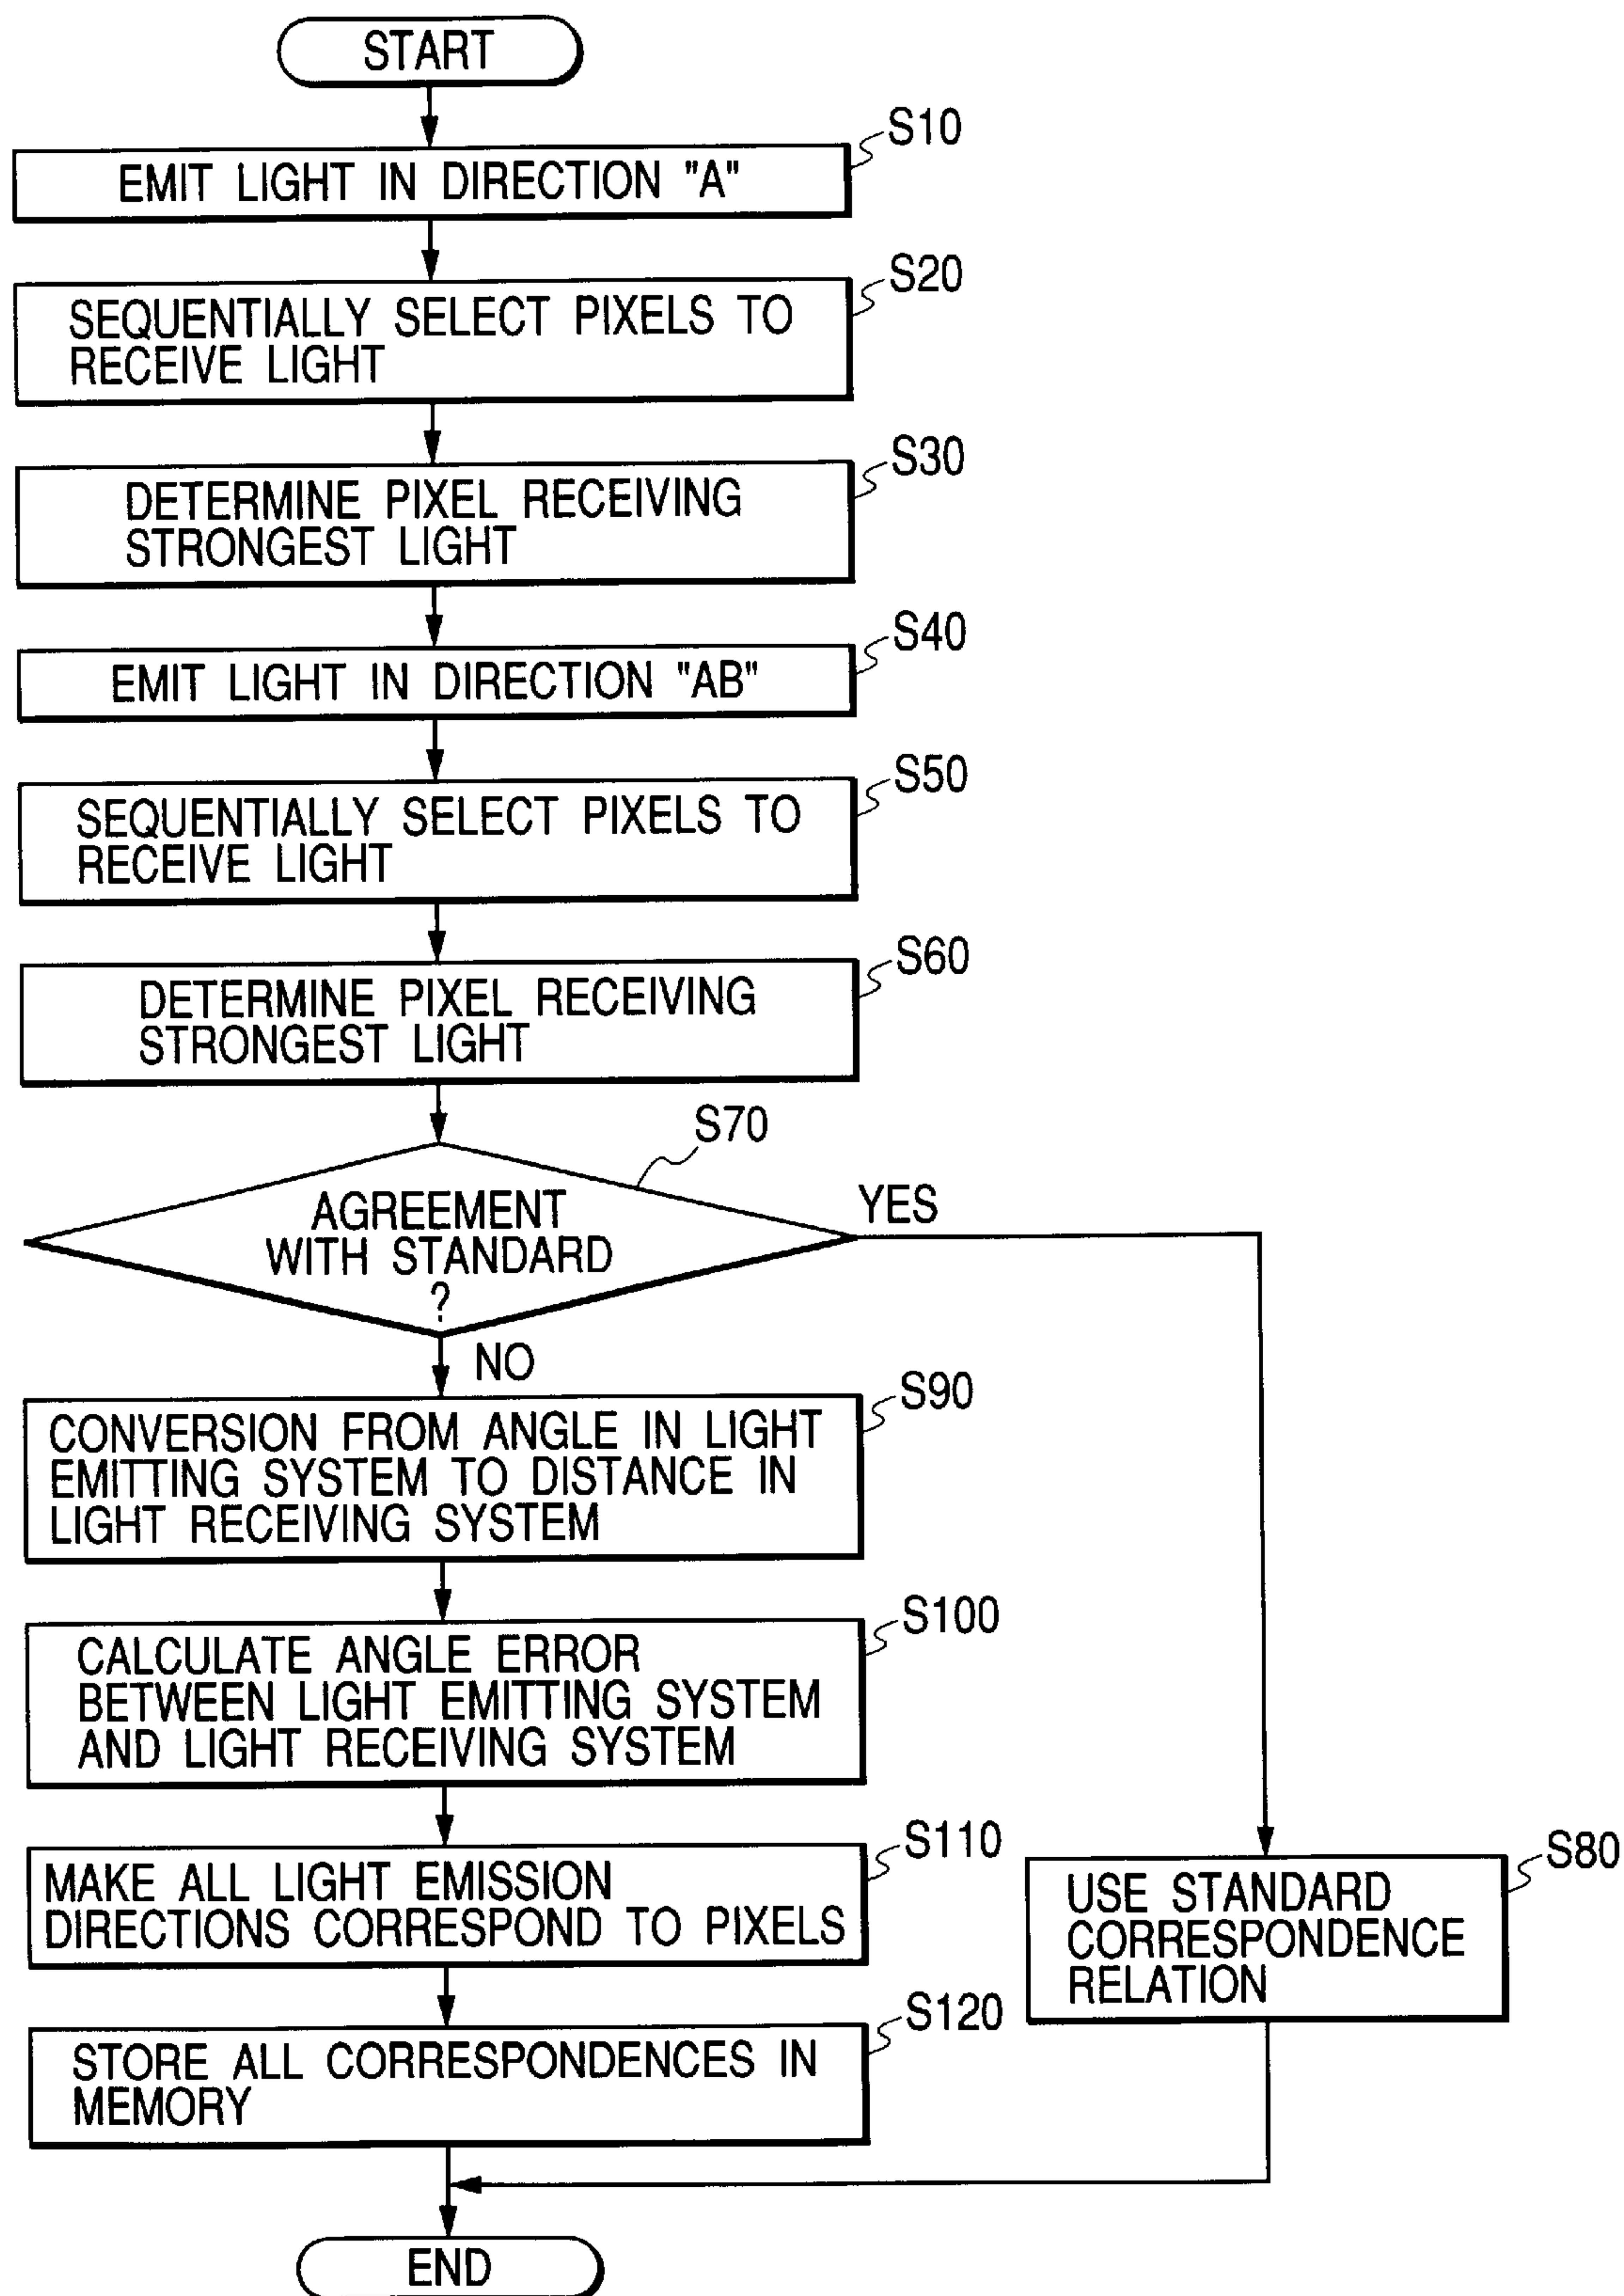 START
S10
EMIT LIGHT IN DIRECTION "A"
S20
SEQUENTIALLY SELECT PIXELS TO
RECEIVE LIGHT
S30
DETERMINE PIXEL RECEIVING
STRONGEST LIGHT
S40
EMIT LIGHT IN DIRECTION "AB"
S50
SEQUENTIALLY SELECT PIXELS TO
RECEIVE LIGHT
S60
DETERMINE PIXEL RECEIVING
STRONGEST LIGHT
S70
AGREEMENT
WITH STANDARD
?
YES
NO
S90
CONVERSION FROM ANGLE IN LIGHT
EMITTING SYSTEM TO DISTANCE IN
LIGHT RECEIVING SYSTEM
S100
CALCULATE ANGLE ERROR
BETWEEN LIGHT EMITTING SYSTEM
AND LIGHT RECEIVING SYSTEM
S110
MAKE ALL LIGHT EMISSION
DIRECTIONS CORRESPOND TO PIXELS
S80
USE STANDARD
CORRESPONDENCE
RELATION
S120
STORE ALL CORRESPONDENCES IN
MEMORY
END